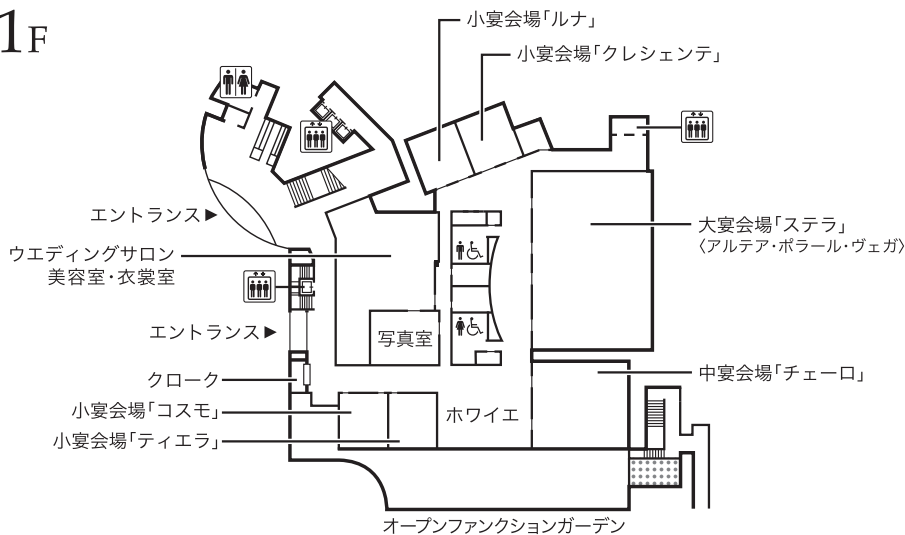 1F
小宴会場「ルナ」
小宴会場「クレシェンテ」
エントランス▶
大宴会場「ステラ」
〈アルテア・ポラール・ヴェガ〉
ウエディングサロン
美容室・衣裳室
エントランス▶
写真室
クローク
中宴会場「チェーロ」
小宴会場「コスモ」
ホワイエ
小宴会場「ティエラ」
オープンファンクションガーデン